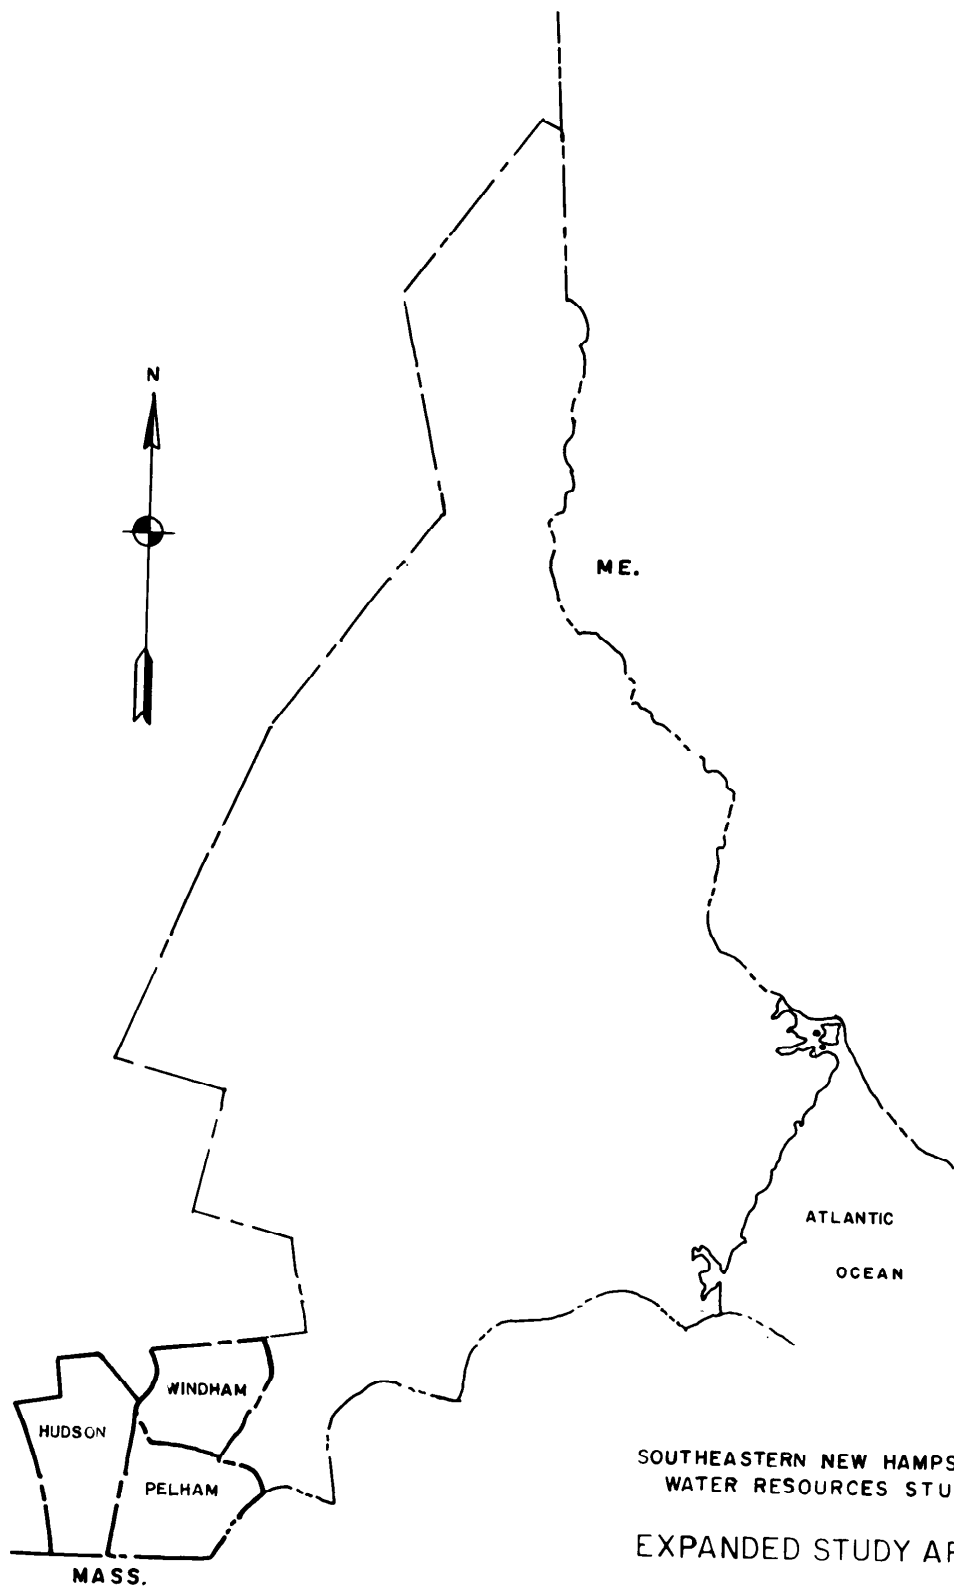 N
ME.
ATLANTIC
OCEAN
WINDHAM
HUDSON
PELHAM
SOUTHEASTERN NEW HAMPS
WATER RESOURCES STU
EXPANDED STUDY
MASS.